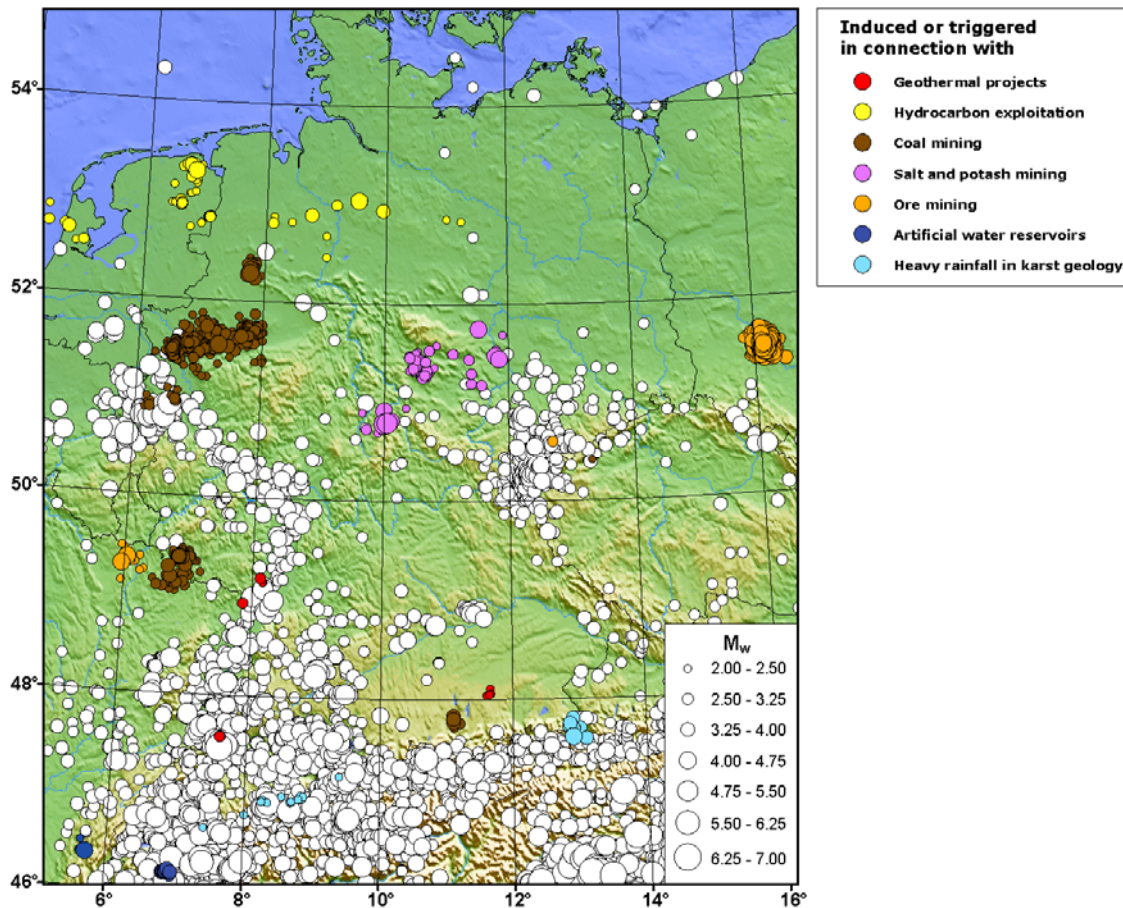 Induced or triggered
in connection with
Geothermal projects
Hydrocarbon exploitation
Coal mining
Salt and potash mining
Ore mining
Artificial water reservoirs
Heavy rainfall in karst geology
54°
52°
50°
48°
46°
6°
8°
10°
12°
14°
16°
Mw
2.00 - 2.50
2.50 - 3.25
3.25 - 4.00
4.00 - 4.75
4.75 - 5.50
5.50 - 6.25
6.25 - 7.00